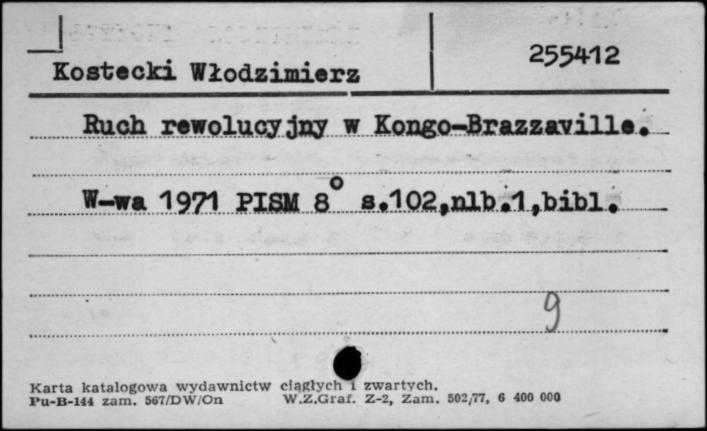 255412
Kostecki Włodzimierz
Ruch rewolucyjny w Kongo-Brazzaville.
W-wa 1971 PISM 8° s.102,nlb.1,bibl.
9
Karta katalogowa wydawnictw ciągłych i zwartych.
Pu-B-144 zam. 567/DW/On W.Z.Graf. Z-2, Zam. 502/77, 6 400 000